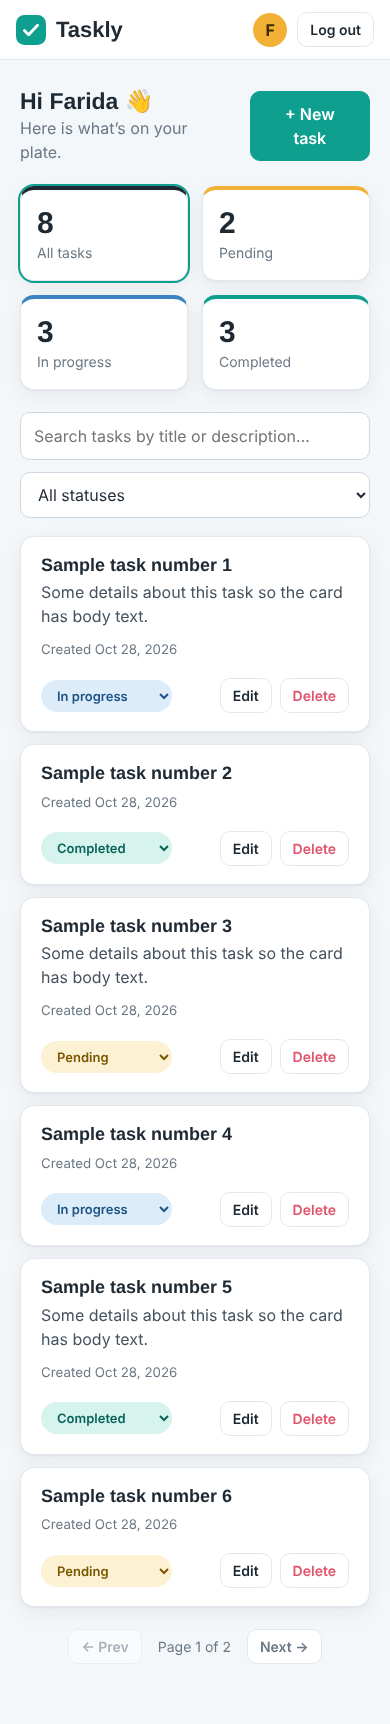 Taskly
F
Log out
Hi Farida 👋
Here is what's on your
plate.
+ New
task
8
All tasks
2
Pending
3
In progress
3
Completed
Search tasks by title or description...
All statuses
Sample task number 1
Some details about this task so the card
has body text.
Created Oct 28, 2026
In progress
Edit
Delete
Sample task number 2
Created Oct 28, 2026
Completed
Edit
Delete
Sample task number 3
Some details about this task so the card
has body text.
Created Oct 28, 2026
Pending
Edit
Delete
Sample task number 4
Created Oct 28, 2026
In progress
Edit
Delete
Sample task number 5
Some details about this task so the card
has body text.
Created Oct 28, 2026
Completed
Edit
Delete
Sample task number 6
Created Oct 28, 2026
Pending
Edit
Delete
← Prev
Page 1 of 2
Next →